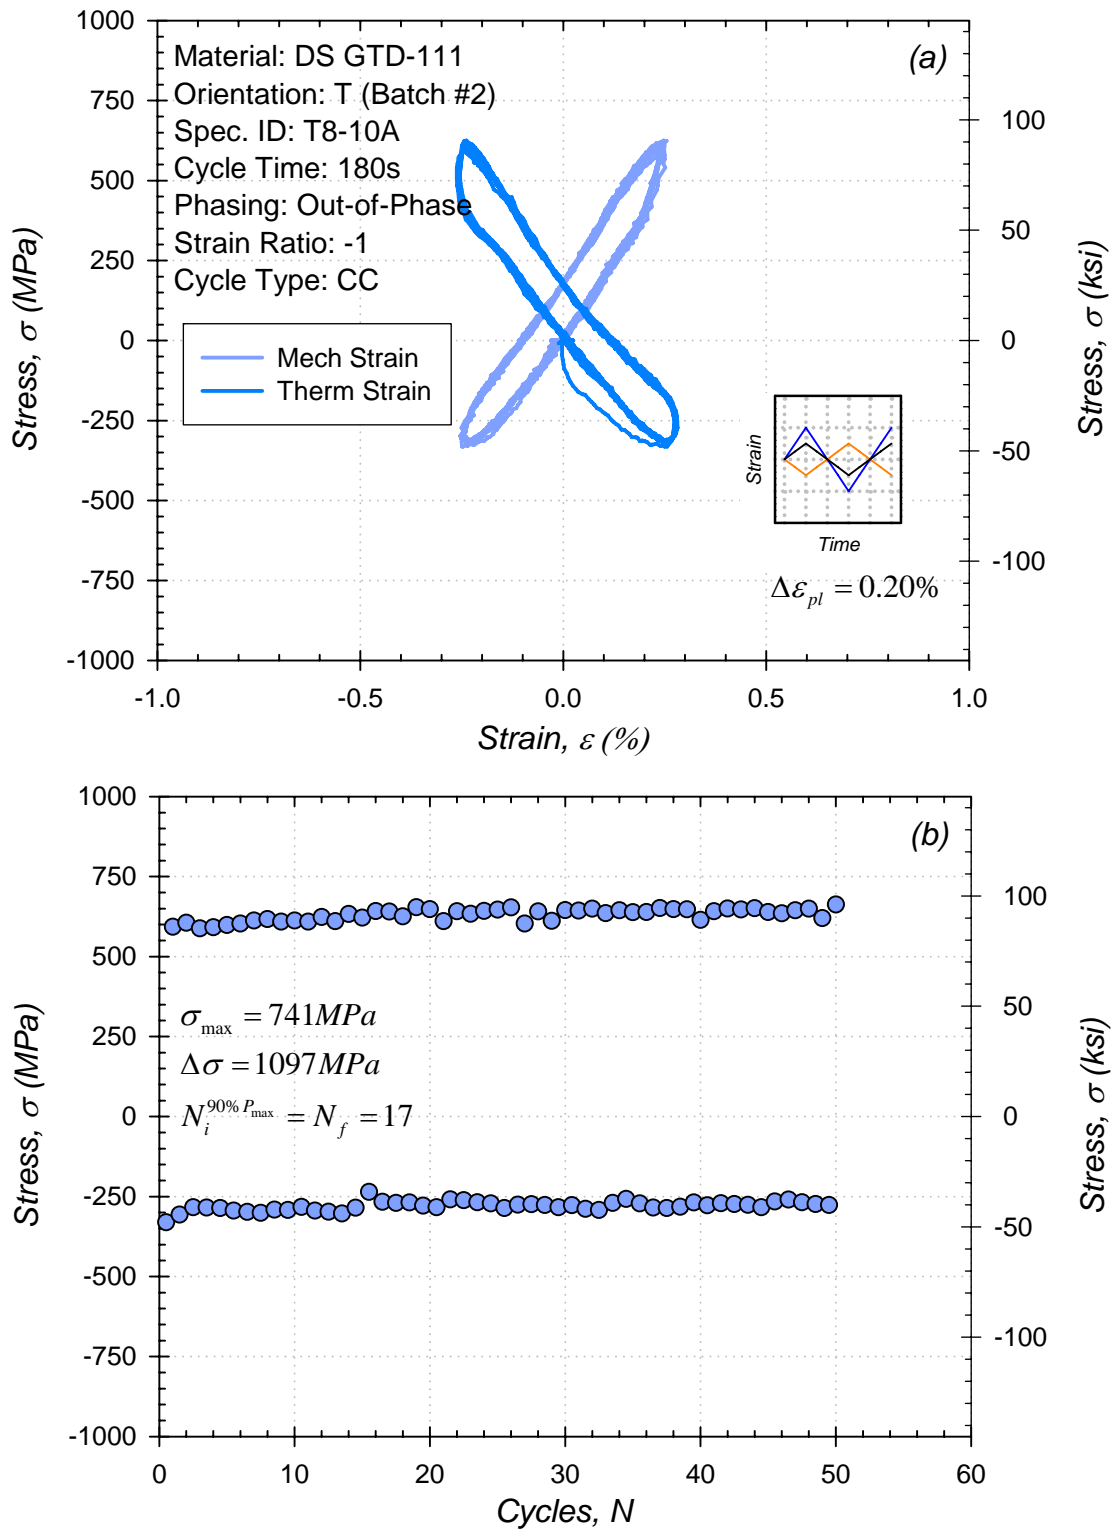 (a)
Material: DS GTD-111
Orientation: T (Batch #2)
Spec. ID: T8-10A
Cycle Time: 180s
Phasing: Out-of-Phase
Strain Ratio: -1
Cycle Type: CC
Mech Strain
Therm Strain
1000
750
500
250
0
-250
-500
-750
-1000
Stress, σ (MPa)
100
50
0
-50
-100
Stress, σ (ksi)
Strain
Time
Δε_pl = 0.20%
-1.0 -0.5 0.0 0.5 1.0
Strain, ε (%)
(b)
1000
750
500
250
0
-250
-500
-750
-1000
Stress, σ (MPa)
σ_max = 741MPa
Δσ = 1097MPa
N_i^{90% P_max} = N_f = 17
100
50
0
-50
-100
Stress, σ (ksi)
0 10 20 30 40 50 60
Cycles, N